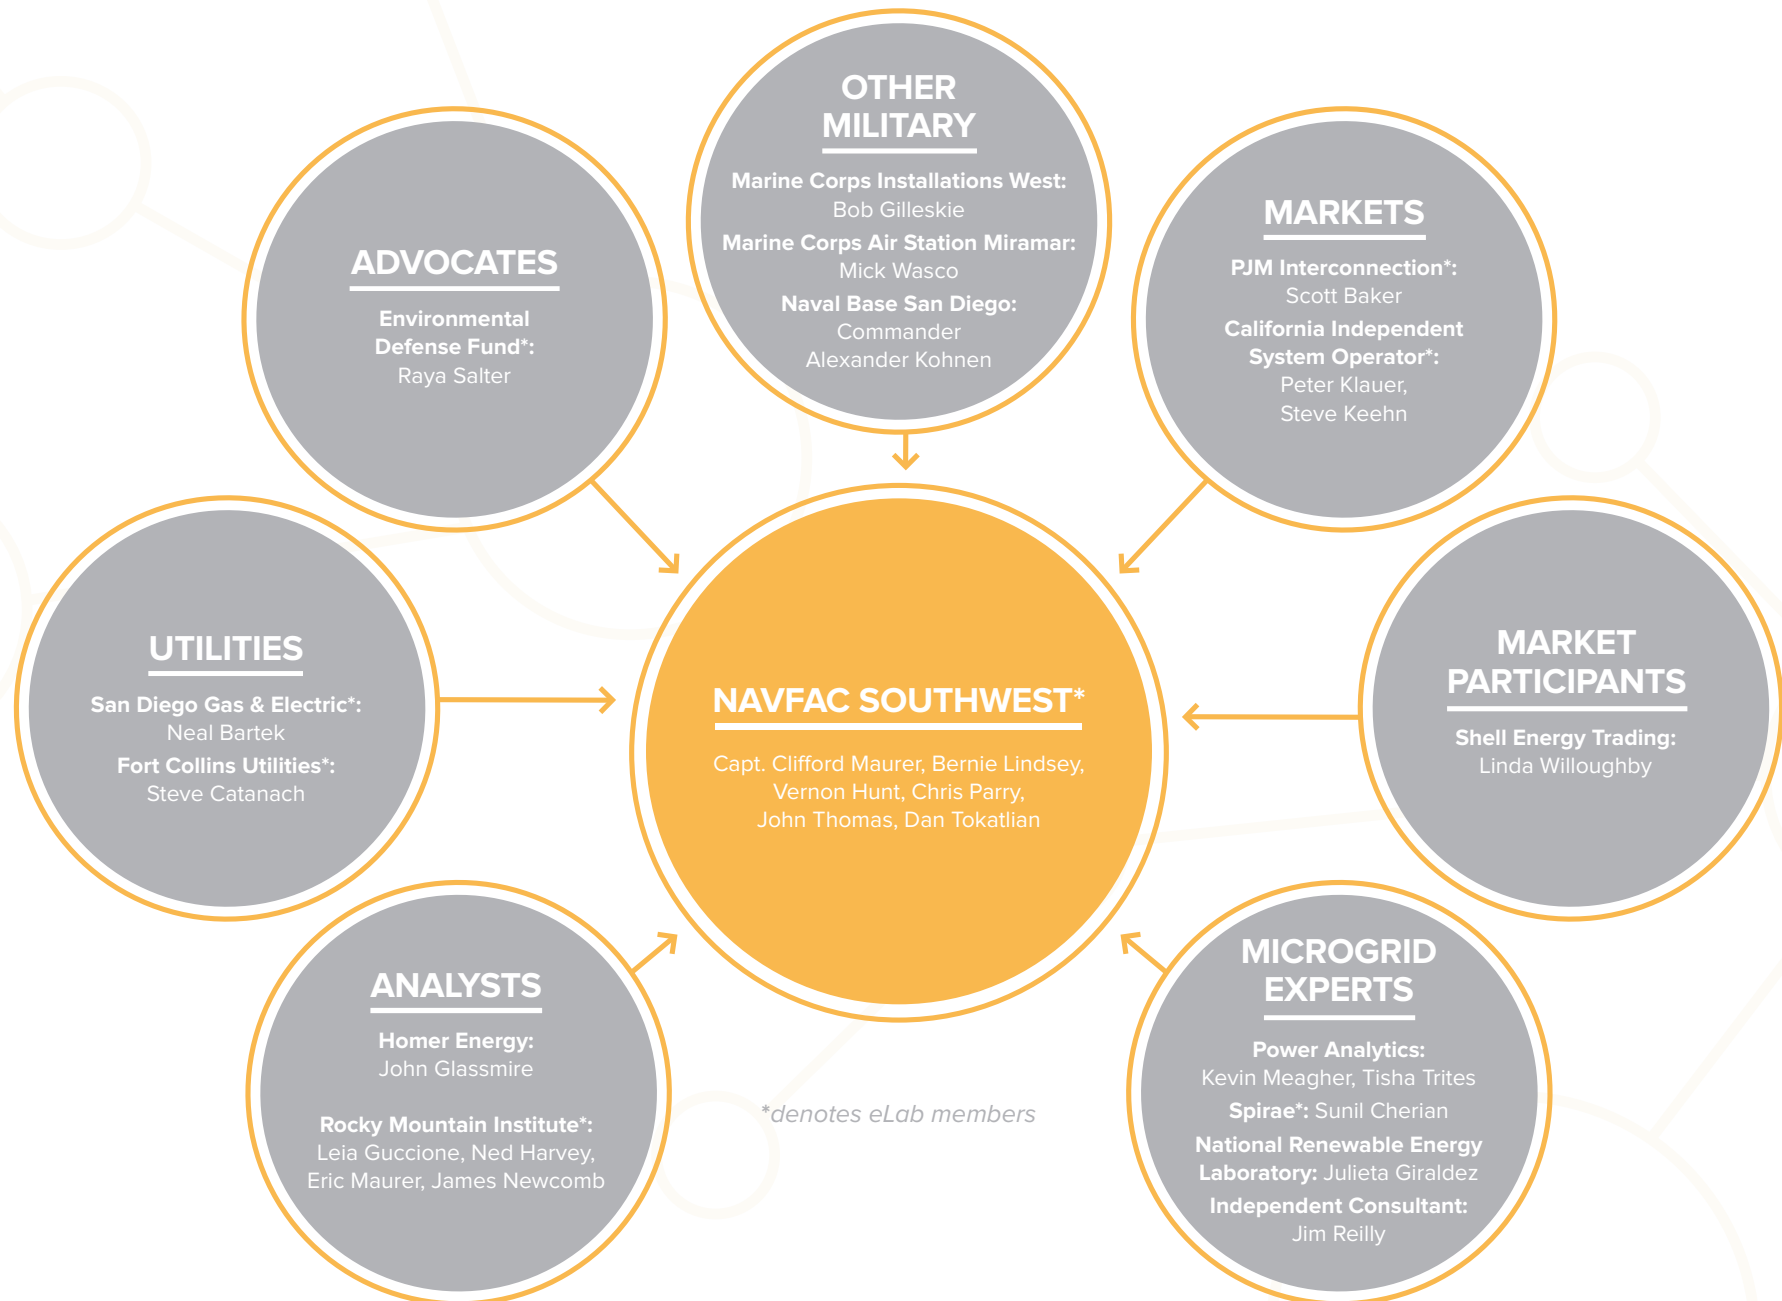 OTHER
MILITARY
Marine Corps Installations West:
Bob Gilleskie
Marine Corps Air Station Miramar:
Mick Wasco
Naval Base San Diego:
Commander
Alexander Kohnen
ADVOCATES
Environmental
Defense Fund*:
Raya Salter
MARKETS
PJM Interconnection*:
Scott Baker
California Independent
System Operator*:
Peter Klauer,
Steve Keehn
UTILITIES
San Diego Gas & Electric*:
Neal Bartek
Fort Collins Utilities*:
Steve Catanach
NAVFAC SOUTHWEST*
Capt. Clifford Maurer, Bernie Lindsey,
Vernon Hunt, Chris Parry,
John Thomas, Dan Tokatlian
MARKET
PARTICIPANTS
Shell Energy Trading:
Linda Willoughby
ANALYSTS
Homer Energy:
John Glassmire
Rocky Mountain Institute*:
Leia Guccione, Ned Harvey,
Eric Maurer, James Newcomb
*denotes eLab members
MICROGRID
EXPERTS
Power Analytics:
Kevin Meagher, Tisha Trites
Spirae*: Sunil Cherian
National Renewable Energy
Laboratory: Julieta Giraldez
Independent Consultant:
Jim Reilly